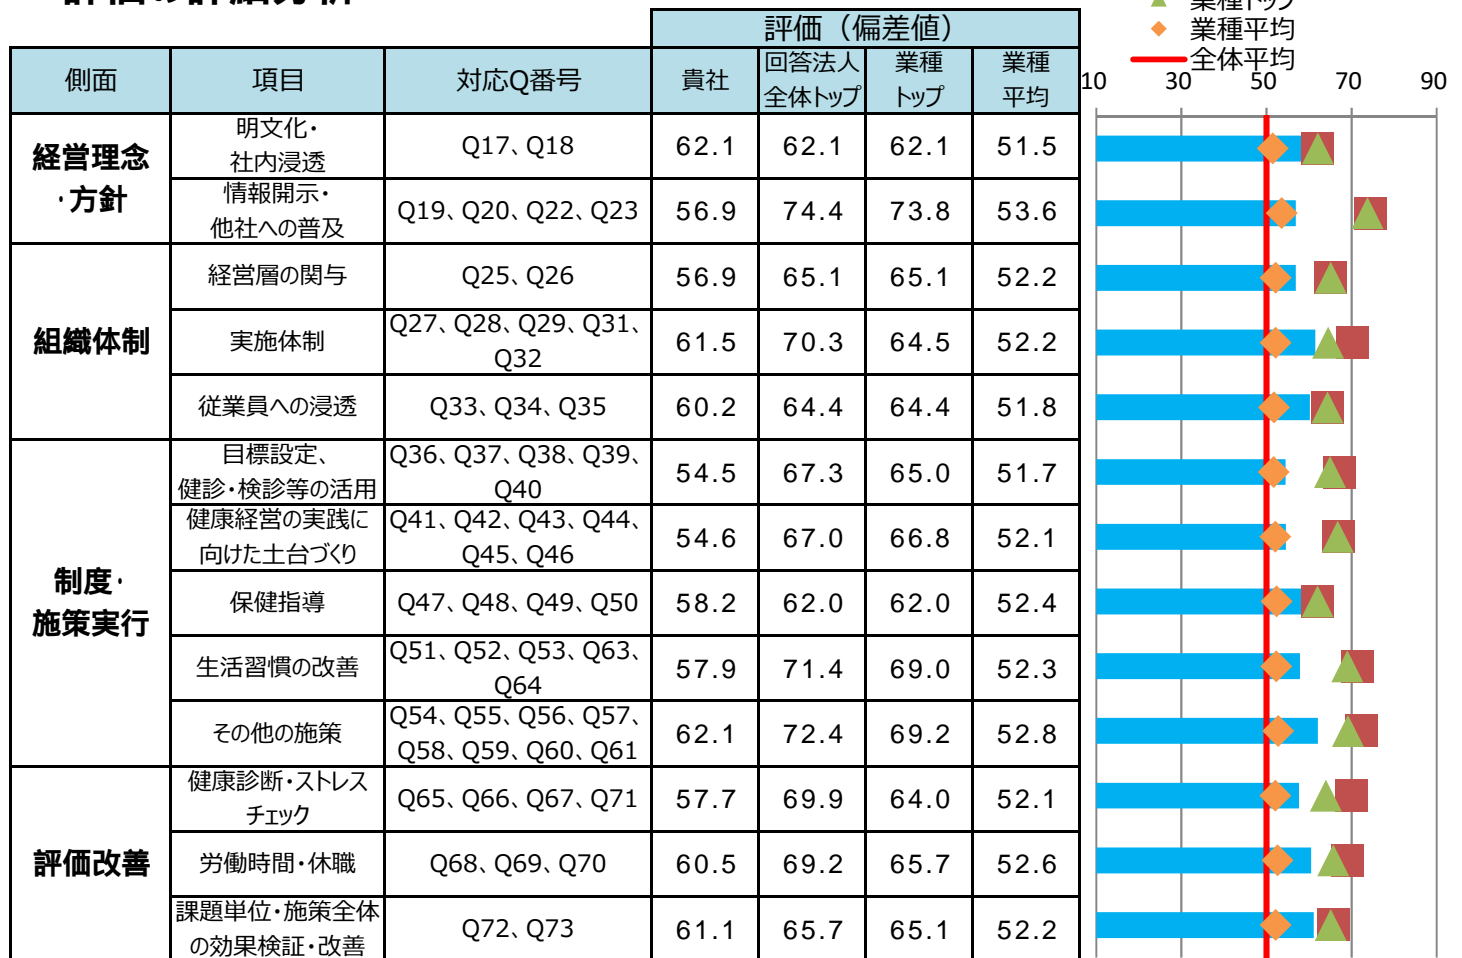 評価の詳細分析
業種トップ
業種平均
全体平均
評価（偏差値）
側面 項目 対応Q番号 貴社 回答法人全体トップ 業種トップ 業種平均
10 30 50 70 90
経営理念・方針
明文化・社内浸透 Q17、Q18 62.1 62.1 62.1 51.5
情報開示・他社への普及 Q19、Q20、Q22、Q23 56.9 74.4 73.8 53.6
組織体制
経営層の関与 Q25、Q26 56.9 65.1 65.1 52.2
実施体制 Q27、Q28、Q29、Q31、Q32 61.5 70.3 64.5 52.2
従業員への浸透 Q33、Q34、Q35 60.2 64.4 64.4 51.8
制度・施策実行
目標設定、健診・検診等の活用 Q36、Q37、Q38、Q39、Q40 54.5 67.3 65.0 51.7
健康経営の実践に向けた土台づくり Q41、Q42、Q43、Q44、Q45、Q46 54.6 67.0 66.8 52.1
保健指導 Q47、Q48、Q49、Q50 58.2 62.0 62.0 52.4
生活習慣の改善 Q51、Q52、Q53、Q63、Q64 57.9 71.4 69.0 52.3
その他の施策 Q54、Q55、Q56、Q57、Q58、Q59、Q60、Q61 62.1 72.4 69.2 52.8
評価改善
健康診断・ストレスチェック Q65、Q66、Q67、Q71 57.7 69.9 64.0 52.1
労働時間・休職 Q68、Q69、Q70 60.5 69.2 65.7 52.6
課題単位・施策全体の効果検証・改善 Q72、Q73 61.1 65.7 65.1 52.2